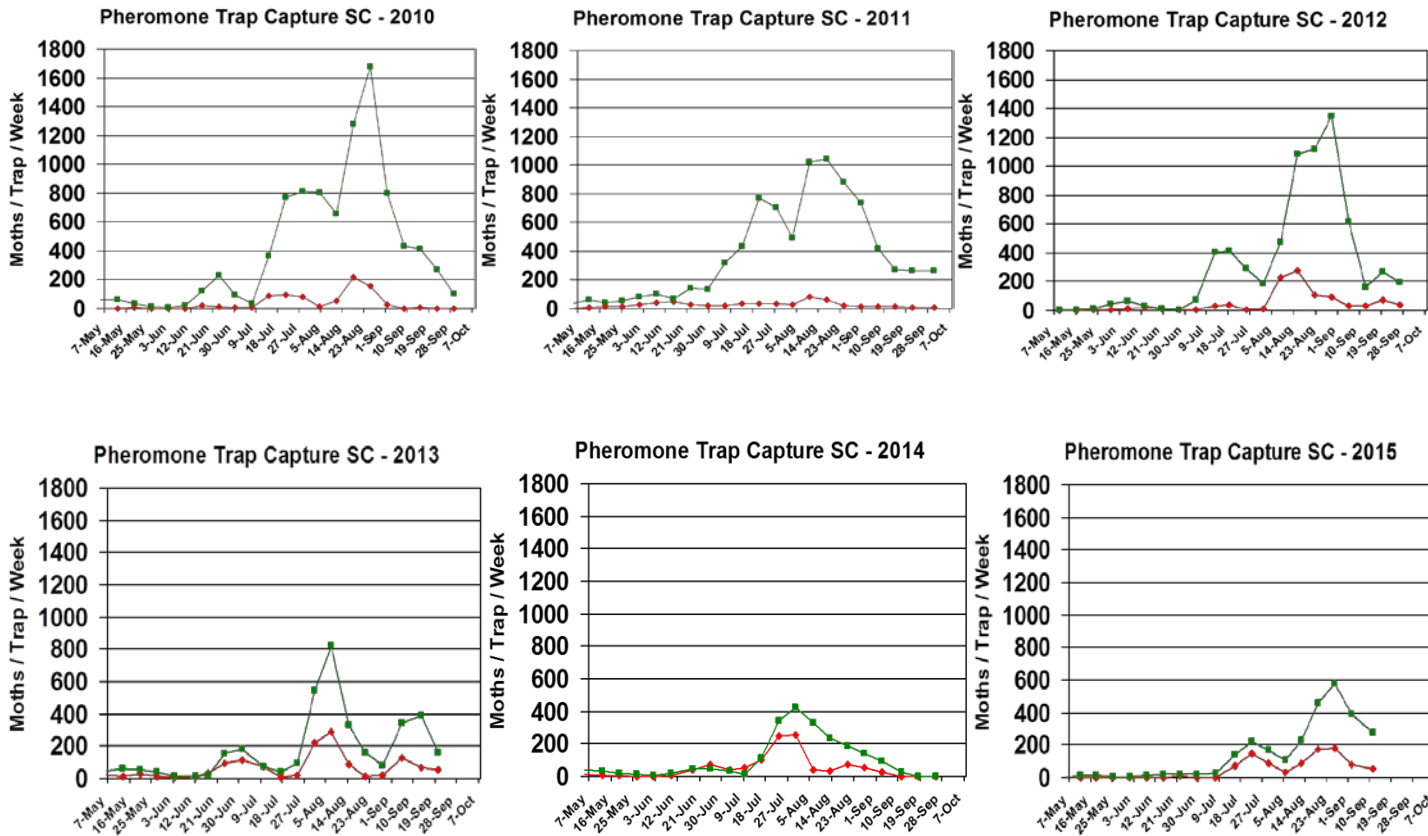 Pheromone Trap Capture SC - 2010
Moths / Trap / Week
1800
1600
1400
1200
1000
800
600
400
200
0
7-May
16-May
25-May
3-Jun
12-Jun
21-Jun
30-Jun
9-Jul
18-Jul
27-Jul
5-Aug
14-Aug
23-Aug
1-Sep
10-Sep
19-Sep
28-Sep
7-Oct
Pheromone Trap Capture SC - 2011
Moths / Trap / Week
1800
1600
1400
1200
1000
800
600
400
200
0
7-May
16-May
25-May
3-Jun
12-Jun
21-Jun
30-Jun
9-Jul
18-Jul
27-Jul
5-Aug
14-Aug
23-Aug
1-Sep
10-Sep
19-Sep
28-Sep
7-Oct
Pheromone Trap Capture SC - 2012
Moths / Trap / Week
1800
1600
1400
1200
1000
800
600
400
200
0
7-May
16-May
25-May
3-Jun
12-Jun
21-Jun
30-Jun
9-Jul
18-Jul
27-Jul
5-Aug
14-Aug
23-Aug
1-Sep
10-Sep
19-Sep
28-Sep
7-Oct
Pheromone Trap Capture SC - 2013
Moths / Trap / Week
1800
1600
1400
1200
1000
800
600
400
200
0
7-May
16-May
25-May
3-Jun
12-Jun
21-Jun
30-Jun
9-Jul
18-Jul
27-Jul
5-Aug
14-Aug
23-Aug
1-Sep
10-Sep
19-Sep
28-Sep
7-Oct
Pheromone Trap Capture SC - 2014
Moths / Trap / Week
1800
1600
1400
1200
1000
800
600
400
200
0
7-May
16-May
25-May
3-Jun
12-Jun
21-Jun
30-Jun
9-Jul
18-Jul
27-Jul
5-Aug
14-Aug
23-Aug
1-Sep
10-Sep
19-Sep
28-Sep
7-Oct
Pheromone Trap Capture SC - 2015
Moths / Trap / Week
1800
1600
1400
1200
1000
800
600
400
200
0
7-May
16-May
25-May
3-Jun
12-Jun
21-Jun
30-Jun
9-Jul
18-Jul
27-Jul
5-Aug
14-Aug
23-Aug
1-Sep
10-Sep
19-Sep
28-Sep
7-Oct